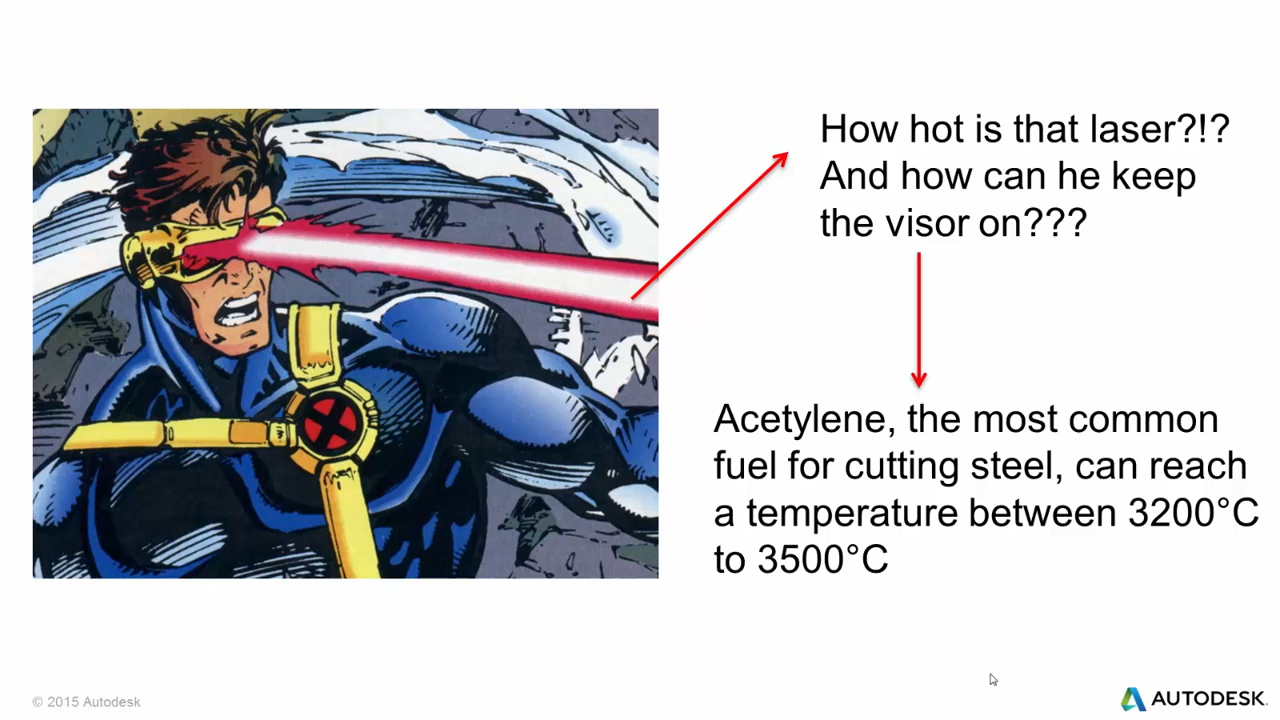 How hot is that laser?!?
And how can he keep
the visor on???
Acetylene, the most common
fuel for cutting steel, can reach
a temperature between 3200°C
to 3500°C
© 2015 Autodesk
AUTODESK.